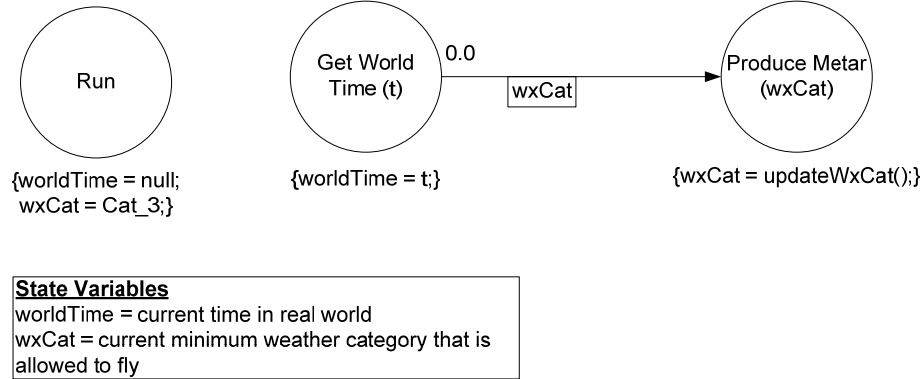 Run
Get World
Time (t)
0.0
wxCat
Produce Metar
(wxCat)
{worldTime = null;
wxCat = Cat_3;}
{worldTime = t;}
{wxCat = updateWxCat();}
State Variables
worldTime = current time in real world
wxCat = current minimum weather category that is
allowed to fly